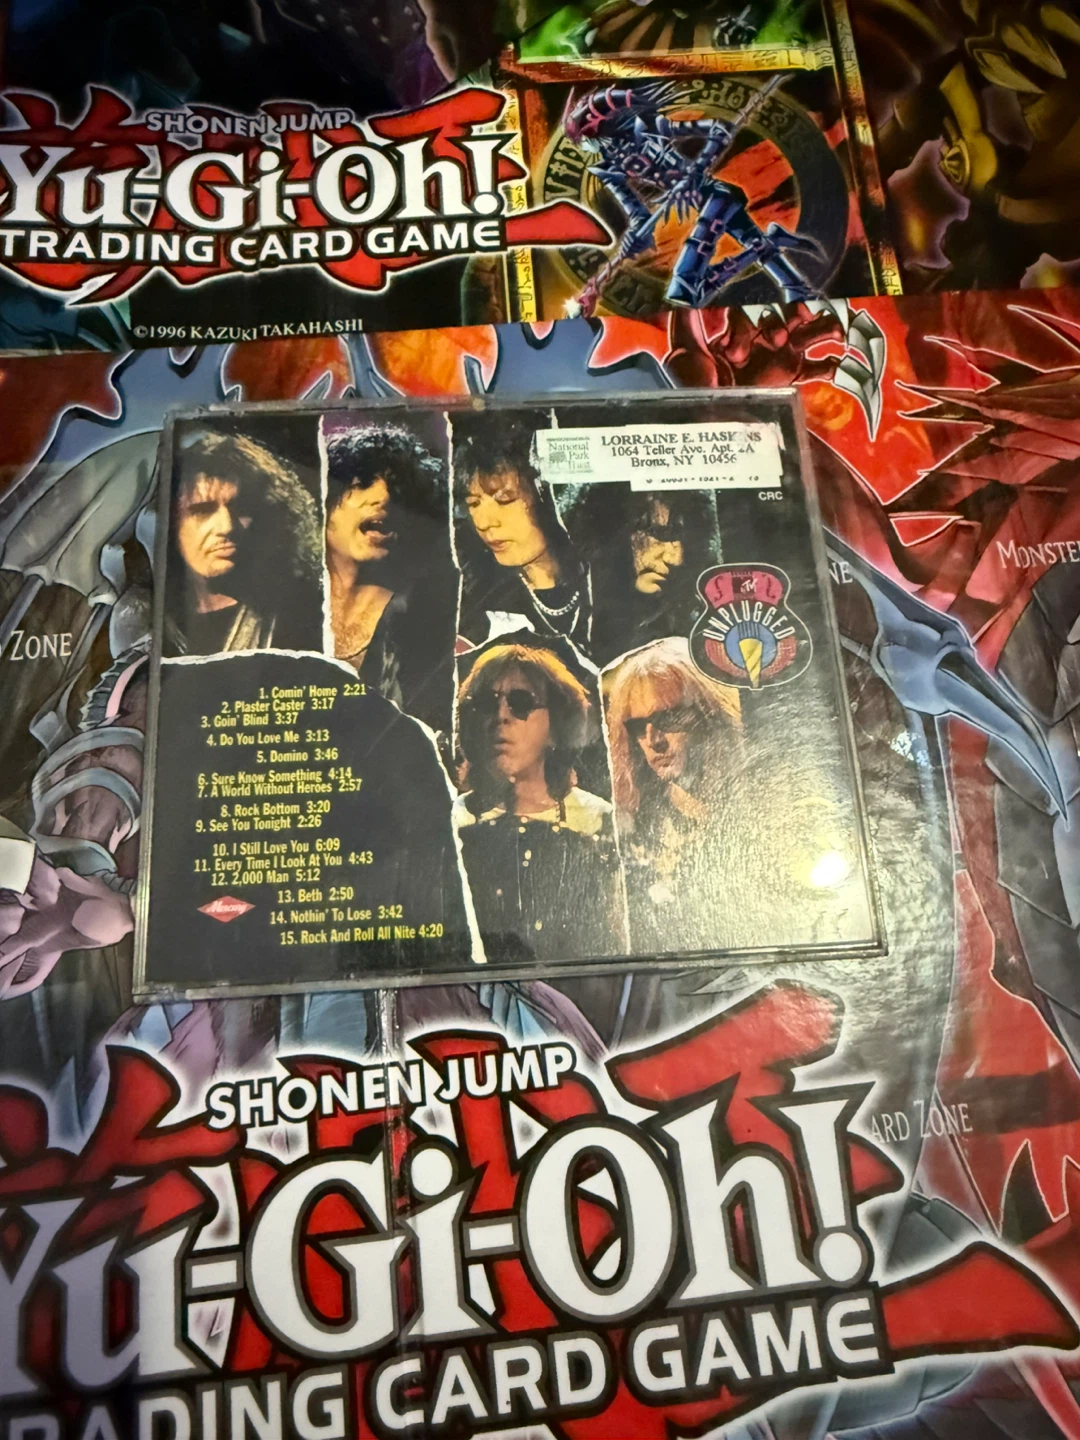 SHONEN JUMP
Yu-Gi-Oh!
TRADING CARD GAME
©1996 KAZUKI TAKAHASHI
National
Park
Trust
LORRAINE E. HASKINS
1064 Teller Ave. Apt. 2A
Bronx, NY 10456
CRC
MTV
UNPLUGGED
MONSTE
NE
ZONE
1. Comin' Home 2:21
2. Plaster Caster 3:17
3. Goin' Blind 3:37
4. Do You Love Me 3:13
5. Domino 3:46
6. Sure Know Something 4:14
7. A World Without Heroes 2:57
8. Rock Bottom 3:20
9. See You Tonight 2:26
10. I Still Love You 6:09
11. Every Time I Look At You 4:43
12. 2,000 Man 5:12
13. Beth 2:50
14. Nothin' To Lose 3:42
15. Rock And Roll All Nite 4:20
Mercury
SHONEN JUMP
ARD ZONE
Yu-Gi-Oh!
RADING CARD GAME